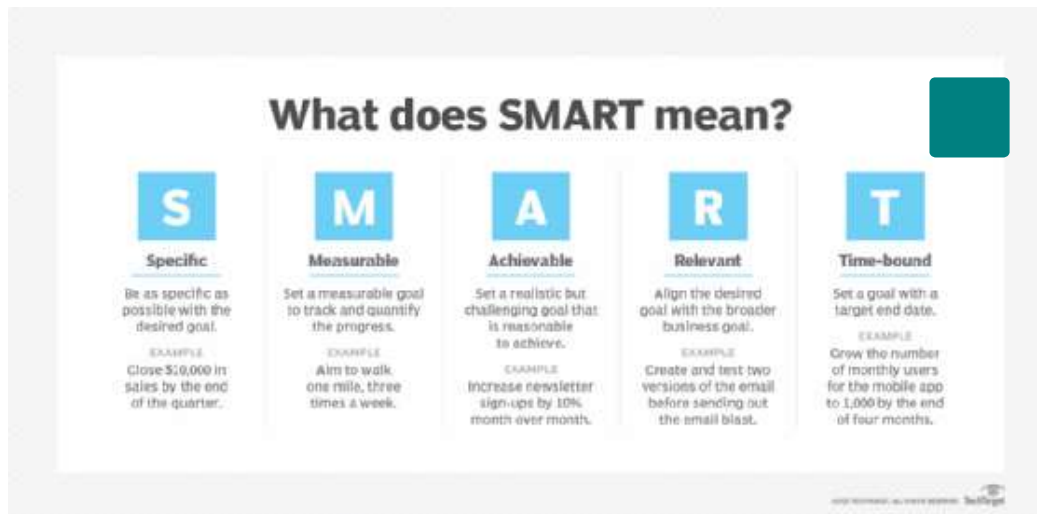 What does SMART mean?
S
Specific
Be as specific as
possible with the
desired goal.
EXAMPLE
Close $10,000 in
sales by the end
of the quarter.
M
Measurable
Set a measurable goal
to track and quantify
the progress.
EXAMPLE
Aim to walk
one mile, three
times a week.
A
Achievable
Set a realistic but
challenging goal that
is reasonable
to achieve.
EXAMPLE
Increase newsletter
sign-ups by 10%
month over month.
R
Relevant
Align the desired
goal with the broader
business goal.
EXAMPLE
Create and test two
versions of the email
before sending out
the email blast.
T
Time-bound
Set a goal with a
target end date.
EXAMPLE
Grow the number
of monthly users
for the mobile app
to 1,000 by the end
of four months.
TechTarget